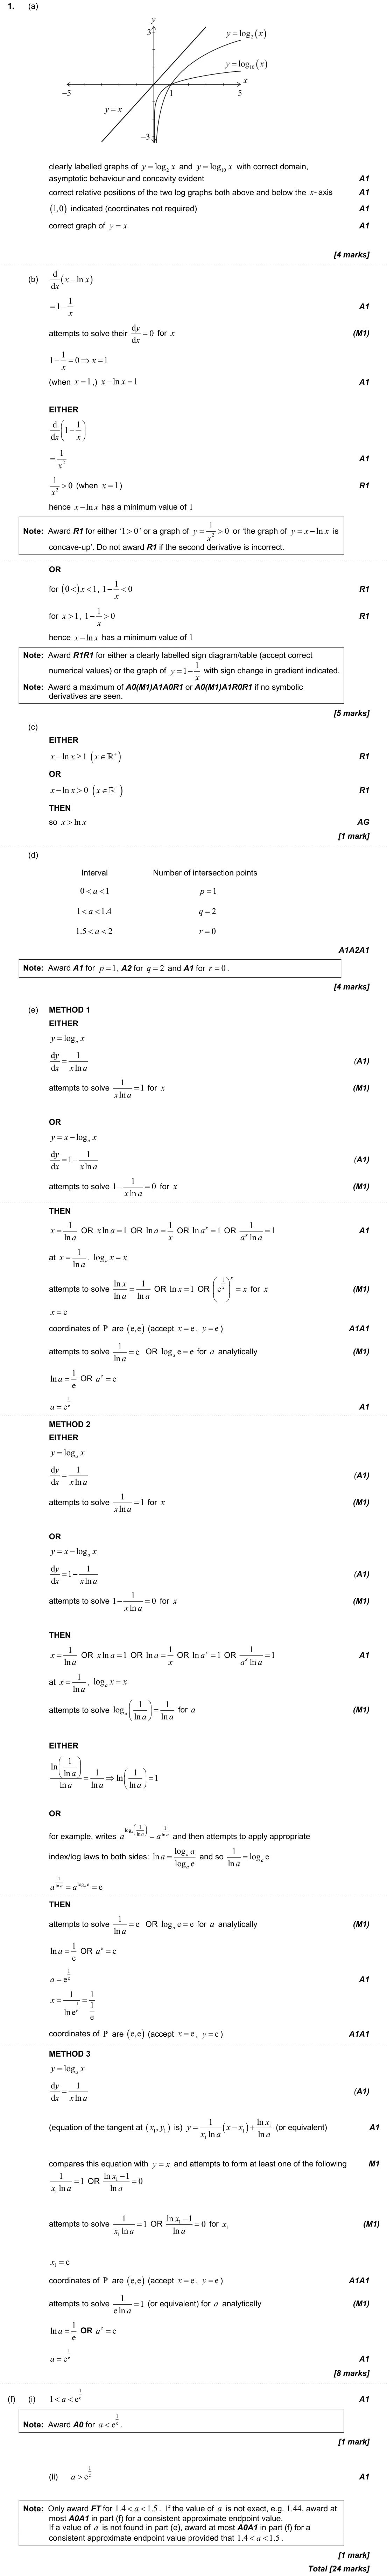 1. (a)
y
3
y = log₂(x)
y = log₁₀(x)
x
−5
1
5
y = x
−3
clearly labelled graphs of y = log₂ x and y = log₁₀ x with correct domain,
asymptotic behaviour and concavity evident A1
correct relative positions of the two log graphs both above and below the x-axis A1
(1,0) indicated (coordinates not required) A1
correct graph of y = x A1
[4 marks]
(b) d/dx (x − ln x)
= 1 − 1/x A1
attempts to solve their dy/dx = 0 for x (M1)
1 − 1/x = 0 ⇒ x = 1
(when x = 1,) x − ln x = 1 A1
EITHER
d/dx (1 − 1/x)
= 1/x² A1
1/x² > 0 (when x = 1) R1
hence x − ln x has a minimum value of 1
Note: Award R1 for either ‘1 > 0’ or a graph of y = 1/x² > 0 or ‘the graph of y = x − ln x is
concave-up’. Do not award R1 if the second derivative is incorrect.
OR
for (0 <) x < 1, 1 − 1/x < 0 R1
for x > 1, 1 − 1/x > 0 R1
hence x − ln x has a minimum value of 1
Note: Award R1R1 for either a clearly labelled sign diagram/table (accept correct
numerical values) or the graph of y = 1 − 1/x with sign change in gradient indicated.
Note: Award a maximum of A0(M1)A1A0R1 or A0(M1)A1R0R1 if no symbolic
derivatives are seen.
[5 marks]
(c)
EITHER
x − ln x ≥ 1 (x ∈ ℝ⁺) R1
OR
x − ln x > 0 (x ∈ ℝ⁺) R1
THEN
so x > ln x AG
[1 mark]
(d)
Interval Number of intersection points
0 < a < 1 p = 1
1 < a < 1.4 q = 2
1.5 < a < 2 r = 0
A1A2A1
Note: Award A1 for p = 1, A2 for q = 2 and A1 for r = 0.
[4 marks]
(e) METHOD 1
EITHER
y = logₐ x
dy/dx = 1/(x ln a) (A1)
attempts to solve 1/(x ln a) = 1 for x (M1)
OR
y = x − logₐ x
dy/dx = 1 − 1/(x ln a) (A1)
attempts to solve 1 − 1/(x ln a) = 0 for x (M1)
THEN
x = 1/ln a OR x ln a = 1 OR ln a = 1/x OR ln aˣ = 1 OR 1/(aˣ ln a) = 1 A1
at x = 1/ln a, logₐ x = x
attempts to solve ln x/ln a = 1/ln a OR ln x = 1 OR (e^(1/x))ˣ = x for x (M1)
x = e
coordinates of P are (e,e) (accept x = e, y = e) A1A1
attempts to solve 1/ln a = e OR logₐ e = e for a analytically (M1)
ln a = 1/e OR aᵉ = e
a = e^(1/e) A1
METHOD 2
EITHER
y = logₐ x
dy/dx = 1/(x ln a) (A1)
attempts to solve 1/(x ln a) = 1 for x (M1)
OR
y = x − logₐ x
dy/dx = 1 − 1/(x ln a) (A1)
attempts to solve 1 − 1/(x ln a) = 0 for x (M1)
THEN
x = 1/ln a OR x ln a = 1 OR ln a = 1/x OR ln aˣ = 1 OR 1/(aˣ ln a) = 1 A1
at x = 1/ln a, logₐ x = x
attempts to solve logₐ(1/ln a) = 1/ln a for a (M1)
EITHER
ln(1/ln a)/ln a = 1/ln a ⇒ ln(1/ln a) = 1
OR
for example, writes a^(logₐ(1/ln a)) = a^(1/ln a) and then attempts to apply appropriate
index/log laws to both sides: ln a = logₐ a/logₐ e and so 1/ln a = logₐ e
a^(1/ln a) = a^(logₐ e) = e
THEN
attempts to solve 1/ln a = e OR logₐ e = e for a analytically (M1)
ln a = 1/e OR aᵉ = e
a = e^(1/e) A1
x = 1/ln e^(1/e) = 1/(1/e)
coordinates of P are (e,e) (accept x = e, y = e) A1A1
METHOD 3
y = logₐ x
dy/dx = 1/(x ln a) (A1)
(equation of the tangent at (x₁, y₁) is) y = 1/(x₁ ln a) (x − x₁) + ln x₁/ln a (or equivalent) A1
compares this equation with y = x and attempts to form at least one of the following M1
1/(x₁ ln a) = 1 OR (ln x₁ − 1)/ln a = 0
attempts to solve 1/(x₁ ln a) = 1 OR (ln x₁ − 1)/ln a = 0 for x₁ (M1)
x₁ = e
coordinates of P are (e,e) (accept x = e, y = e) A1A1
attempts to solve 1/(e ln a) = 1 (or equivalent) for a analytically (M1)
ln a = 1/e OR aᵉ = e
a = e^(1/e) A1
[8 marks]
(f) (i) 1 < a < e^(1/e) A1
Note: Award A0 for a < e^(1/e).
[1 mark]
(ii) a > e^(1/e) A1
Note: Only award FT for 1.4 < a < 1.5. If the value of a is not exact, e.g. 1.44, award at
most A0A1 in part (f) for a consistent approximate endpoint value.
If a value of a is not found in part (e), award at most A0A1 in part (f) for a
consistent approximate endpoint value provided that 1.4 < a < 1.5.
[1 mark]
Total [24 marks]